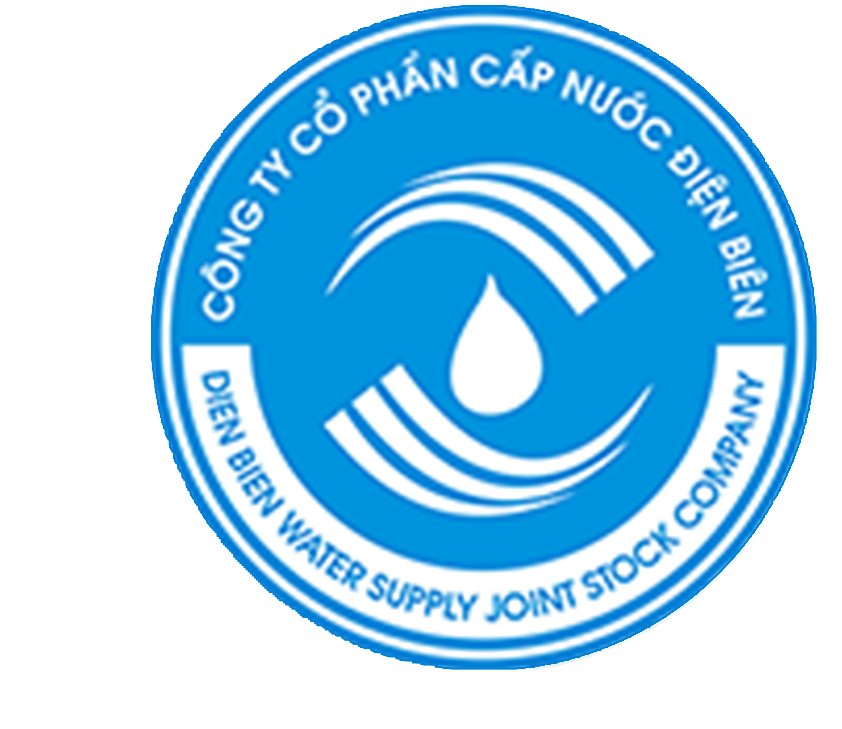 CÔNG TY CỔ PHẦN CẤP NƯỚC ĐIỆN BIÊN
DIEN BIEN WATER SUPPLY JOINT STOCK COMPANY